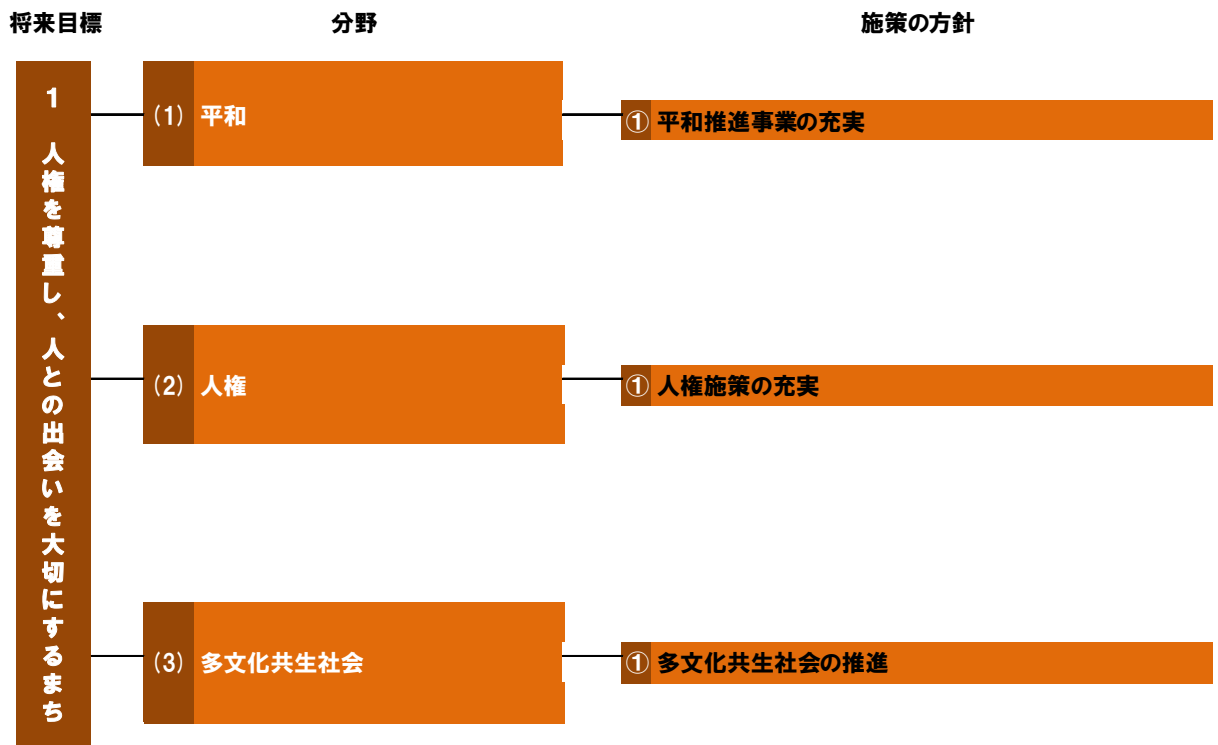 将来目標
分野
施策の方針
1 人権を尊重し、人との出会いを大切にするまち
(1) 平和
① 平和推進事業の充実
(2) 人権
① 人権施策の充実
(3) 多文化共生社会
① 多文化共生社会の推進